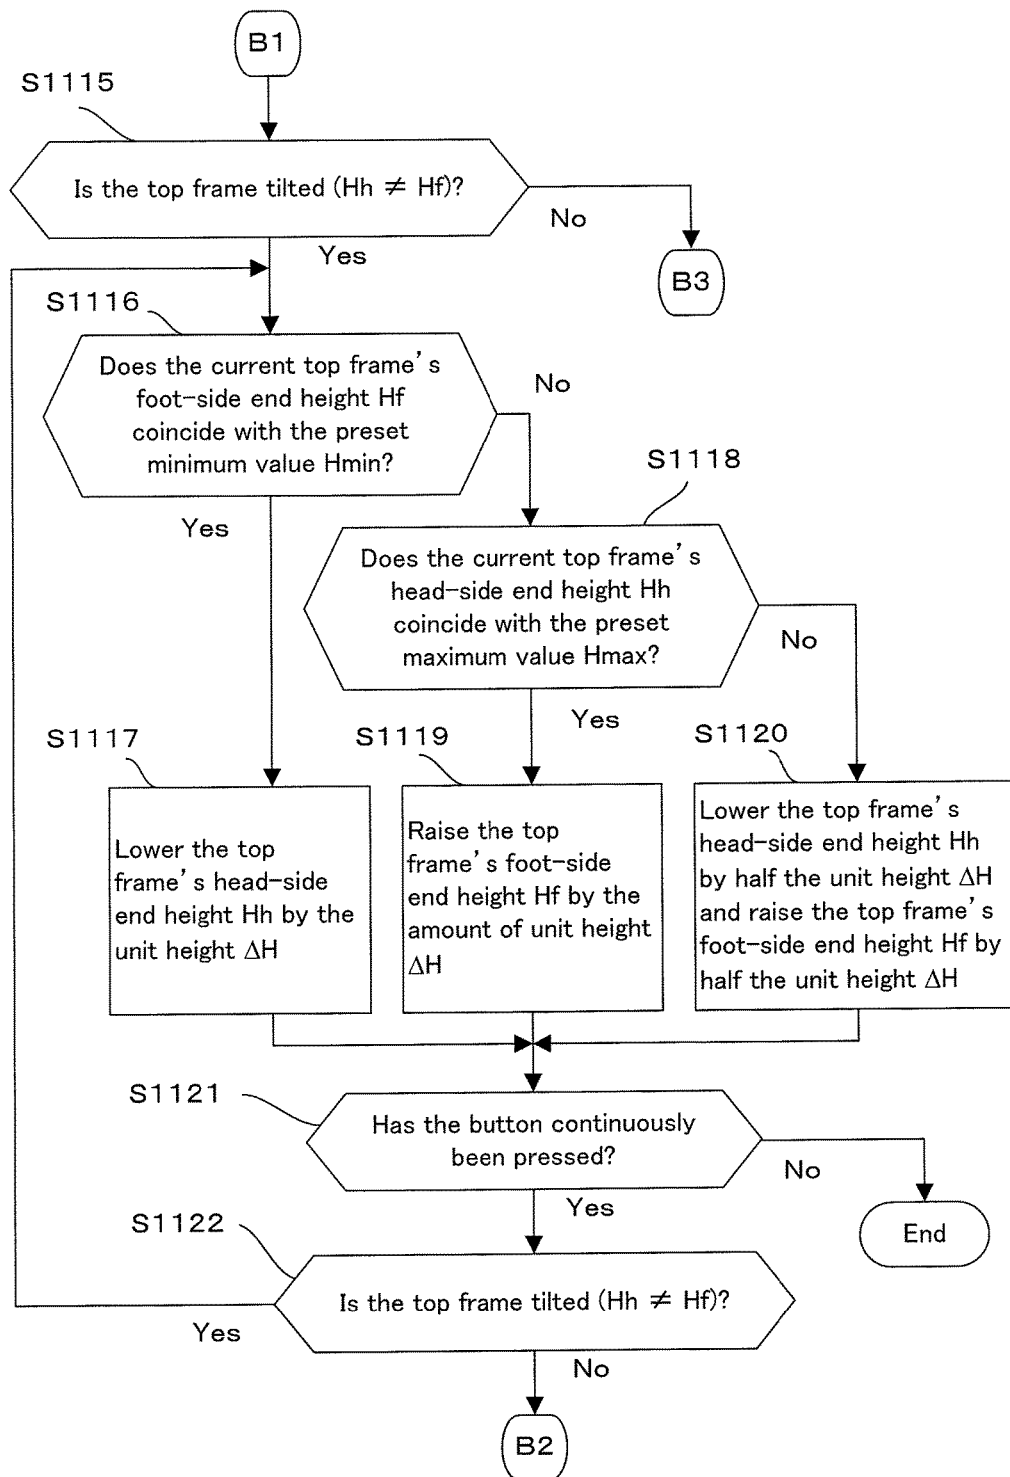 B1
S1115
Is the top frame tilted (Hh ≠ Hf)?
No
Yes
B3
S1116
Does the current top frame's
foot-side end height Hf
coincide with the preset
minimum value Hmin?
No
Yes
S1118
Does the current top frame's
head-side end height Hh
coincide with the preset
maximum value Hmax?
No
Yes
S1117
Lower the top
frame's head-side
end height Hh by the
unit height ΔH
S1119
Raise the top
frame's foot-side
end height Hf by the
amount of unit height
ΔH
S1120
Lower the top frame's
head-side end height Hh
by half the unit height ΔH
and raise the top frame's
foot-side end height Hf by
half the unit height ΔH
S1121
Has the button continuously
been pressed?
No
Yes
End
S1122
Is the top frame tilted (Hh ≠ Hf)?
Yes
No
B2